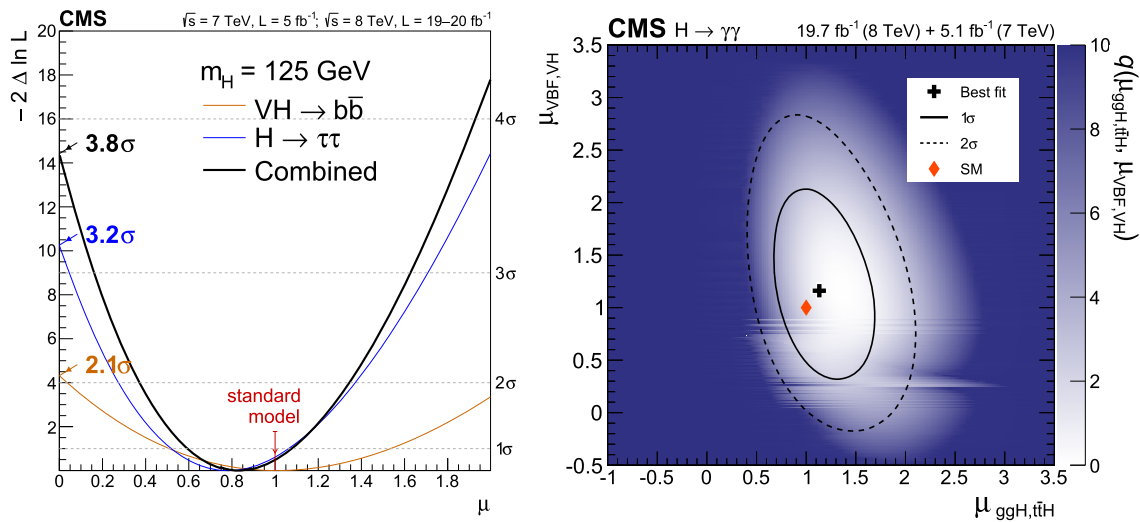 CMS
√s = 7 TeV, L = 5 fb⁻¹; √s = 8 TeV, L = 19–20 fb⁻¹
− 2 Δ ln L
20
18
16
14
12
10
8
6
4
2
m_H = 125 GeV
VH → bb̅
H → ττ
Combined
3.8σ
3.2σ
2.1σ
standard
model
4σ
3σ
2σ
1σ
0 0.2 0.4 0.6 0.8 1 1.2 1.4 1.6 1.8 2
μ
CMS H → γγ
19.7 fb⁻¹ (8 TeV) + 5.1 fb⁻¹ (7 TeV)
μ_VBF,VH
3.5
3
2.5
2
1.5
1
0.5
0
-0.5
Best fit
1σ
2σ
SM
-1 -0.5 0 0.5 1 1.5 2 2.5 3 3.5
μ_ggH,tt̅H
10
8
6
4
2
0
q(μ_ggH,tt̅H, μ_VBF,VH)